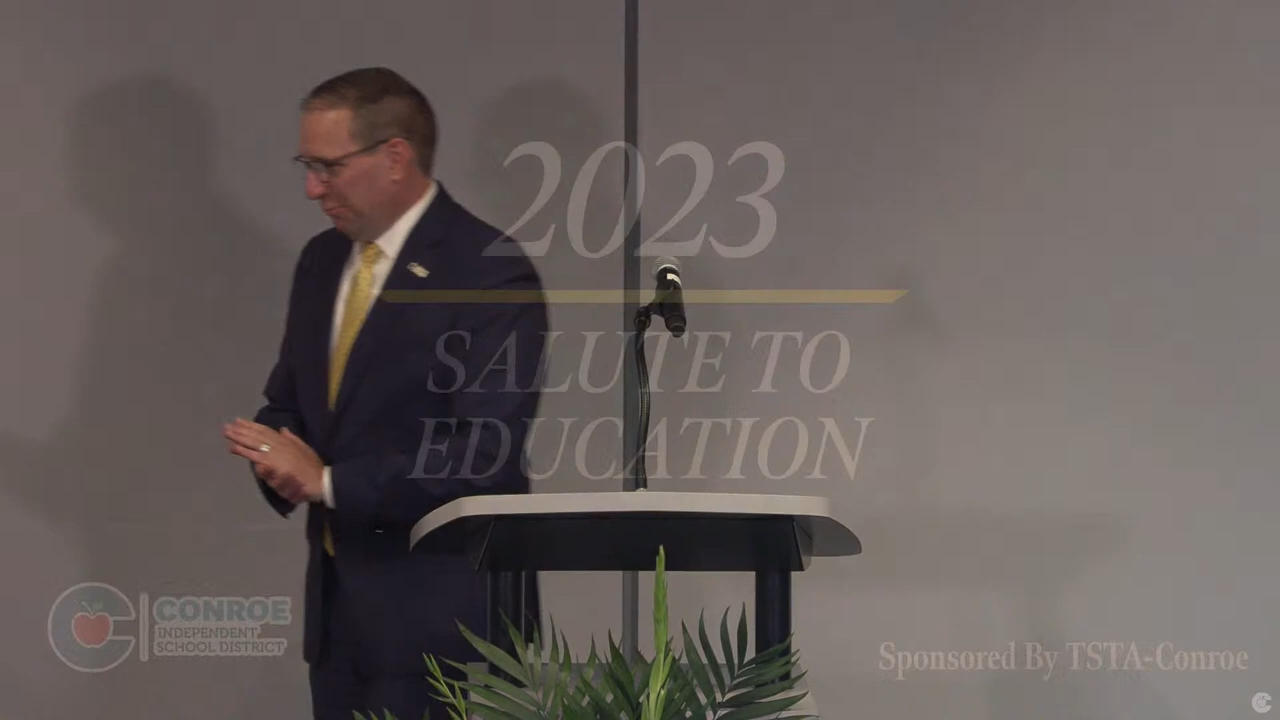 2023
SALUTE TO
EDUCATION
CONROE
INDEPENDENT
SCHOOL DISTRICT
Sponsored By TSTA-Conroe